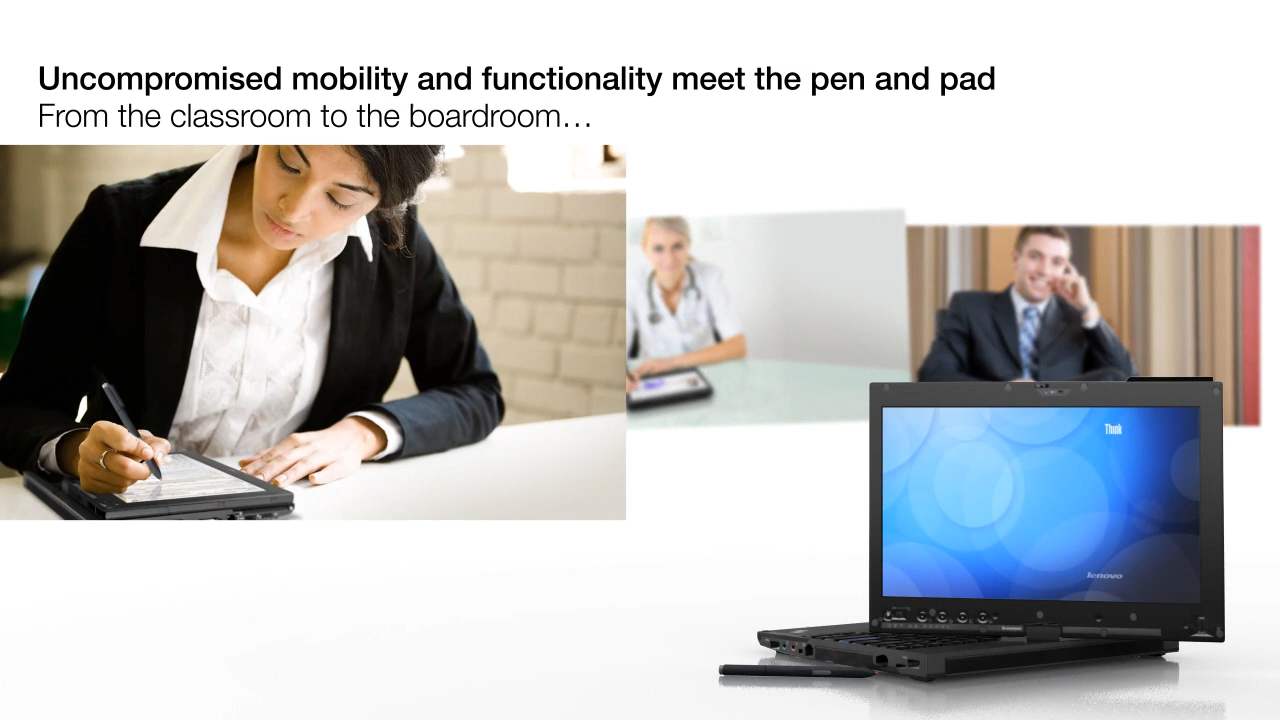 Uncompromised mobility and functionality meet the pen and pad
From the classroom to the boardroom…
Think
lenovo